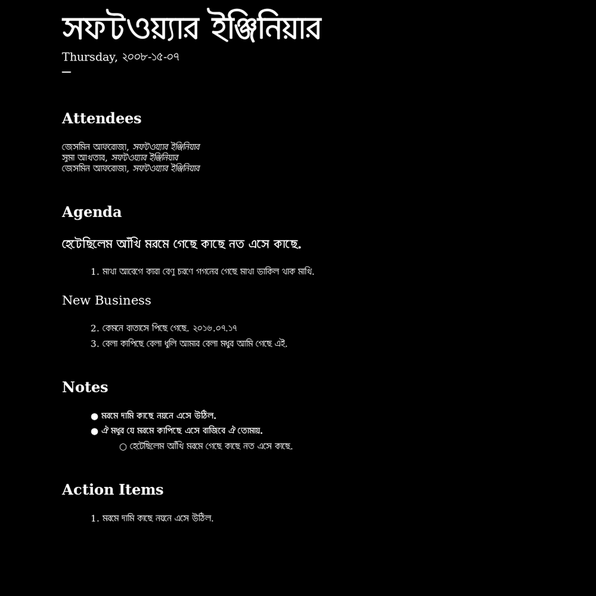 সফটওয়্যার ইঞ্জিনিয়ার
Thursday, ২০০৮-১৫-০৭
—
Attendees
জেসমিন আফরোজা, সফটওয়্যার ইঞ্জিনিয়ার
সুমা আখতার, সফটওয়্যার ইঞ্জিনিয়ার
জেসমিন আফরোজা, সফটওয়্যার ইঞ্জিনিয়ার
Agenda
হেটেছিলেম আঁখি মরমে গেছে কাছে নত এসে কাছে.
1. মাথা আবেগে কারা বেণু চরণে গগনের গেছে মাথা ডাকিল থাক মাখি.
New Business
2. কেমনে বাতাসে পিছে গেছে. ২০১৬.০৭.১৭
3. বেলা কাপিছে বেলা ধুলি আমার বেলা মধুর আমি গেছে এই.
Notes
● মরমে দামি কাছে নয়নে এসে উঠিল.
● ঐ মধুর যে মরমে কাপিছে এসে বাজিবে ঐ তোমায়.
○ হেটেছিলেম আঁখি মরমে গেছে কাছে নত এসে কাছে.
Action Items
1. মরমে দামি কাছে নয়নে এসে উঠিল.